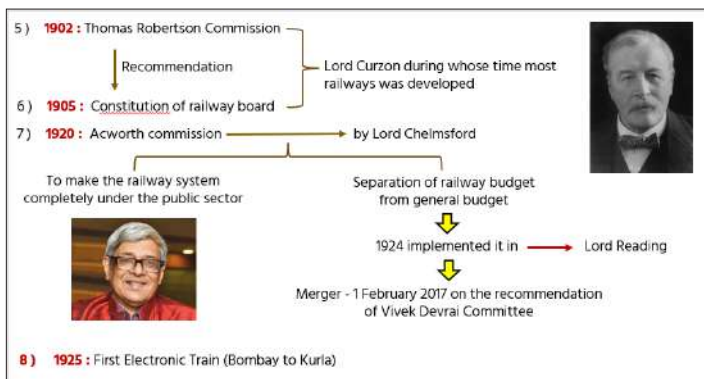 5) 1902 : Thomas Robertson Commission
Recommendation
Lord Curzon during whose time most
railways was developed
6) 1905 : Constitution of railway board
7) 1920 : Acworth commission
by Lord Chelmsford
To make the railway system
completely under the public sector
Separation of railway budget
from general budget
1924 implemented it in
Lord Reading
Merger - 1 February 2017 on the recommendation
of Vivek Devrai Committee
8) 1925 : First Electronic Train (Bombay to Kurla)